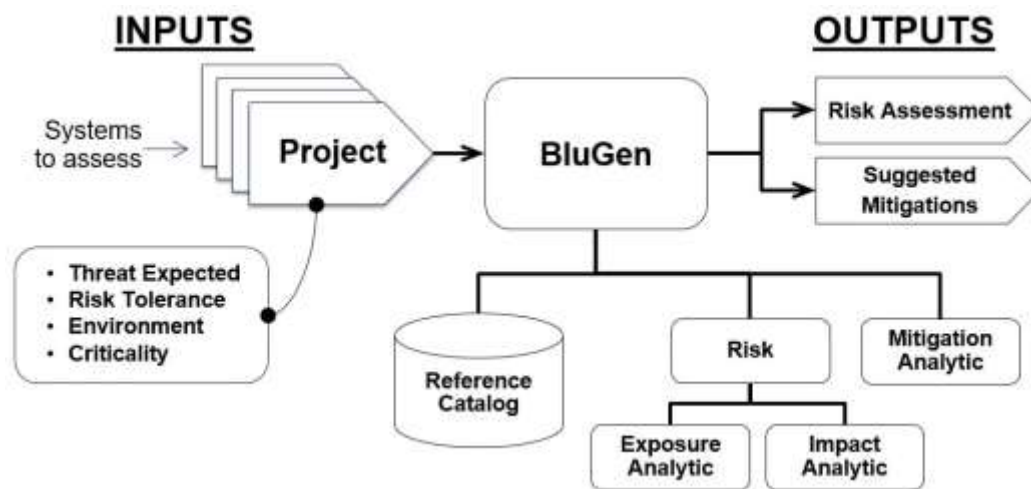 INPUTS
OUTPUTS
Systems
to assess
Project
BluGen
Risk Assessment
Suggested
Mitigations
• Threat Expected
• Risk Tolerance
• Environment
• Criticality
Reference
Catalog
Risk
Mitigation
Analytic
Exposure
Analytic
Impact
Analytic